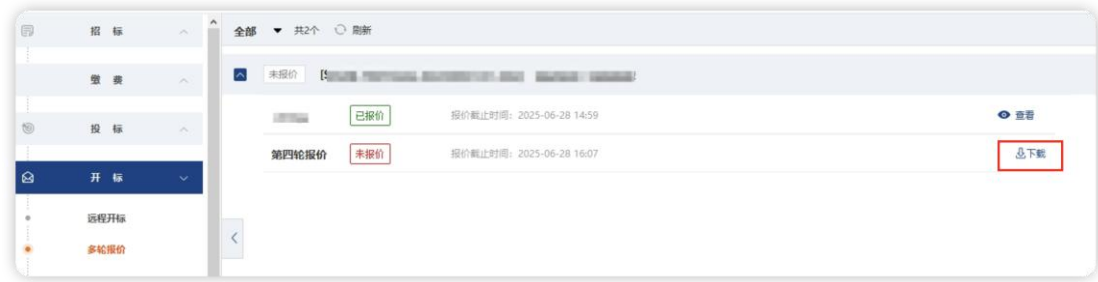 招 标
缴 费
投 标
开 标
远程开标
多轮报价
全部 共2个 刷新
未报价
已报价 报价截止时间：2025-06-28 14:59 查看
第四轮报价 未报价 报价截止时间：2025-06-28 16:07 下载